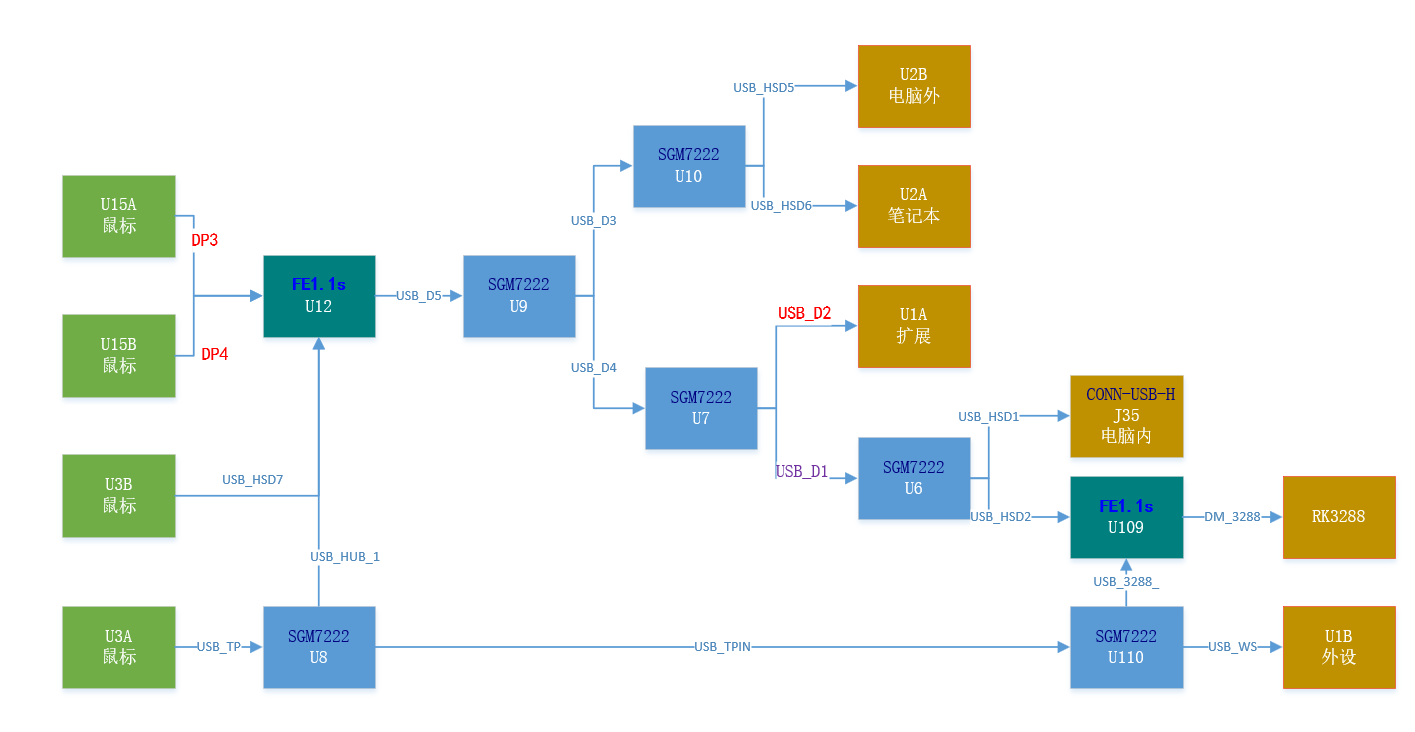 U2B
电脑外
USB_HSD5
SGM7222
U10
U2A
笔记本
USB_HSD6
U15A
鼠标
DP3
USB_D3
FE1.1s
U12
USB_D5
SGM7222
U9
U1A
扩展
USB_D2
U15B
鼠标
DP4
USB_D4
SGM7222
U7
CONN-USB-H
J35
电脑内
USB_HSD1
USB_D1
SGM7222
U6
U3B
鼠标
USB_HSD7
USB_HSD2
FE1.1s
U109
DM_3288
RK3288
USB_HUB_1
USB_3288_
U3A
鼠标
USB_TP
SGM7222
U8
USB_TPIN
SGM7222
U110
USB_WS
U1B
外设